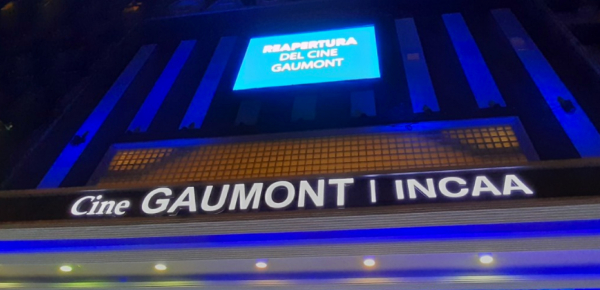 REAPERTURA
DEL CINE
GAUMONT
Cine GAUMONT | INCAA